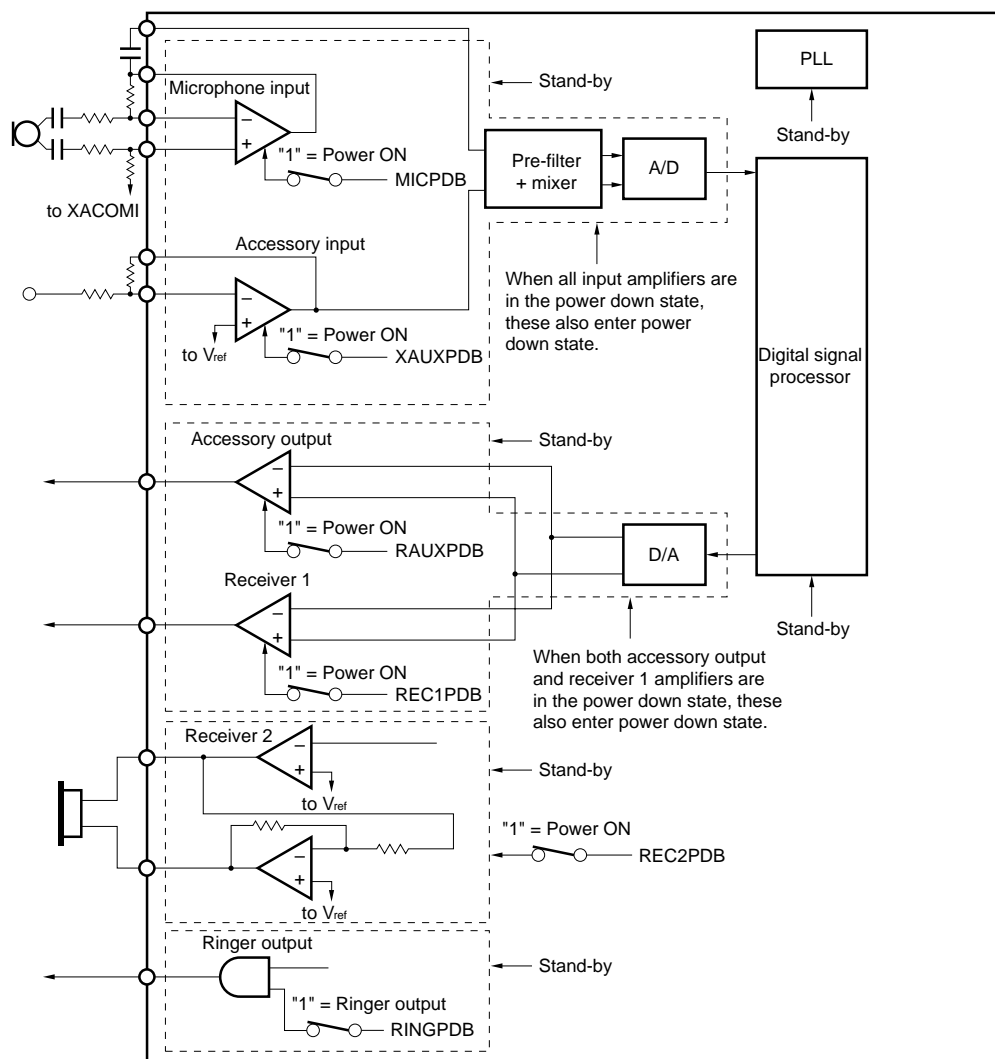 PLL
Stand-by
Stand-by
Microphone input
−
+
"1" = Power ON
MICPDB
to XACOMI
Pre-filter
+ mixer
A/D
Accessory input
−
+
to Vref
"1" = Power ON
XAUXPDB
When all input amplifiers are
in the power down state,
these also enter power
down state.
Digital signal
processor
Accessory output
Stand-by
−
+
"1" = Power ON
RAUXPDB
D/A
Receiver 1
−
+
Stand-by
"1" = Power ON
REC1PDB
When both accessory output
and receiver 1 amplifiers are
in the power down state, these
also enter power down state.
Receiver 2
−
+
Stand-by
to Vref
−
+
to Vref
"1" = Power ON
REC2PDB
Ringer output
Stand-by
"1" = Ringer output
RINGPDB